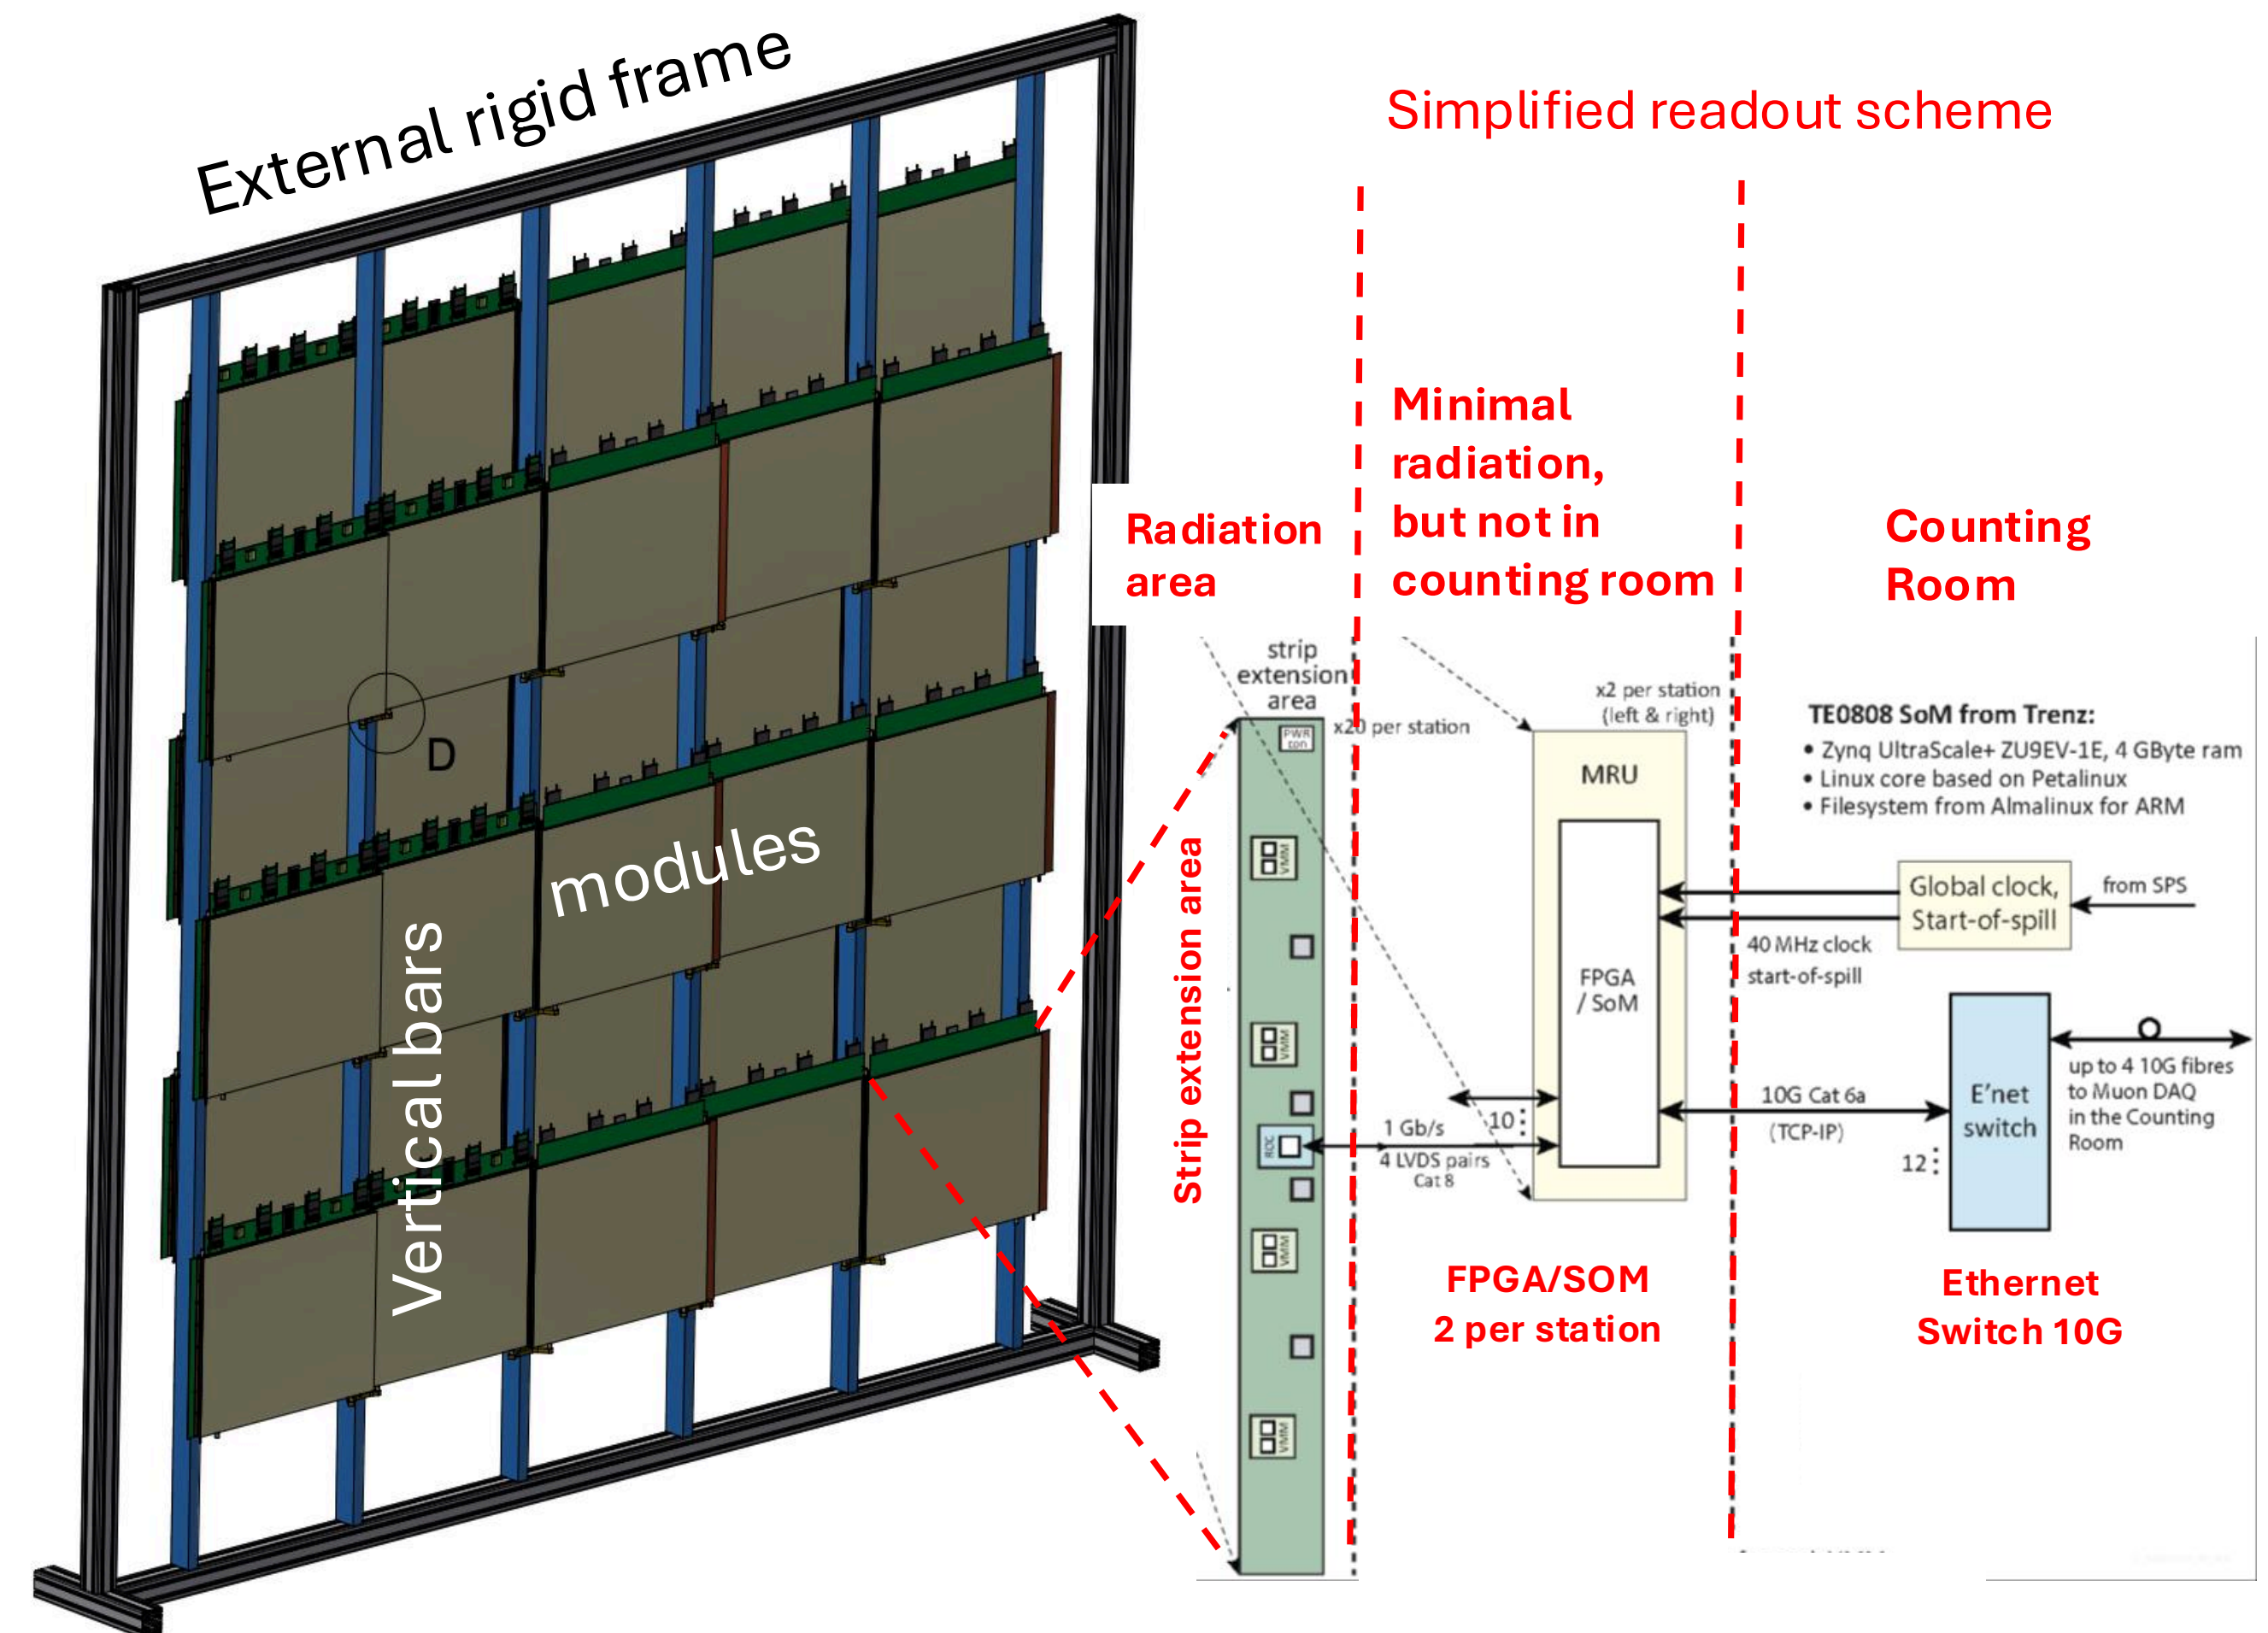 External rigid frame
Simplified readout scheme
Minimal
radiation,
but not in
counting room
Radiation
area
Counting
Room
strip
extension
area
x20 per station
x2 per station
(left & right)
TE0808 SoM from Trenz:
• Zynq UltraScale+ ZU9EV-1E, 4 GByte ram
• Linux core based on Petalinux
• Filesystem from Almalinux for ARM
PWR
con
MRU
D
modules
Vertical bars
Strip extension area
VMM
VMM
ROC
VMM
VMM
FPGA
/ SoM
Global clock,
Start-of-spill
from SPS
40 MHz clock
start-of-spill
10
1 Gb/s
4 LVDS pairs
Cat 8
10G Cat 6a
(TCP-IP)
E'net
switch
12
up to 4 10G fibres
to Muon DAQ
in the Counting
Room
FPGA/SOM
2 per station
Ethernet
Switch 10G